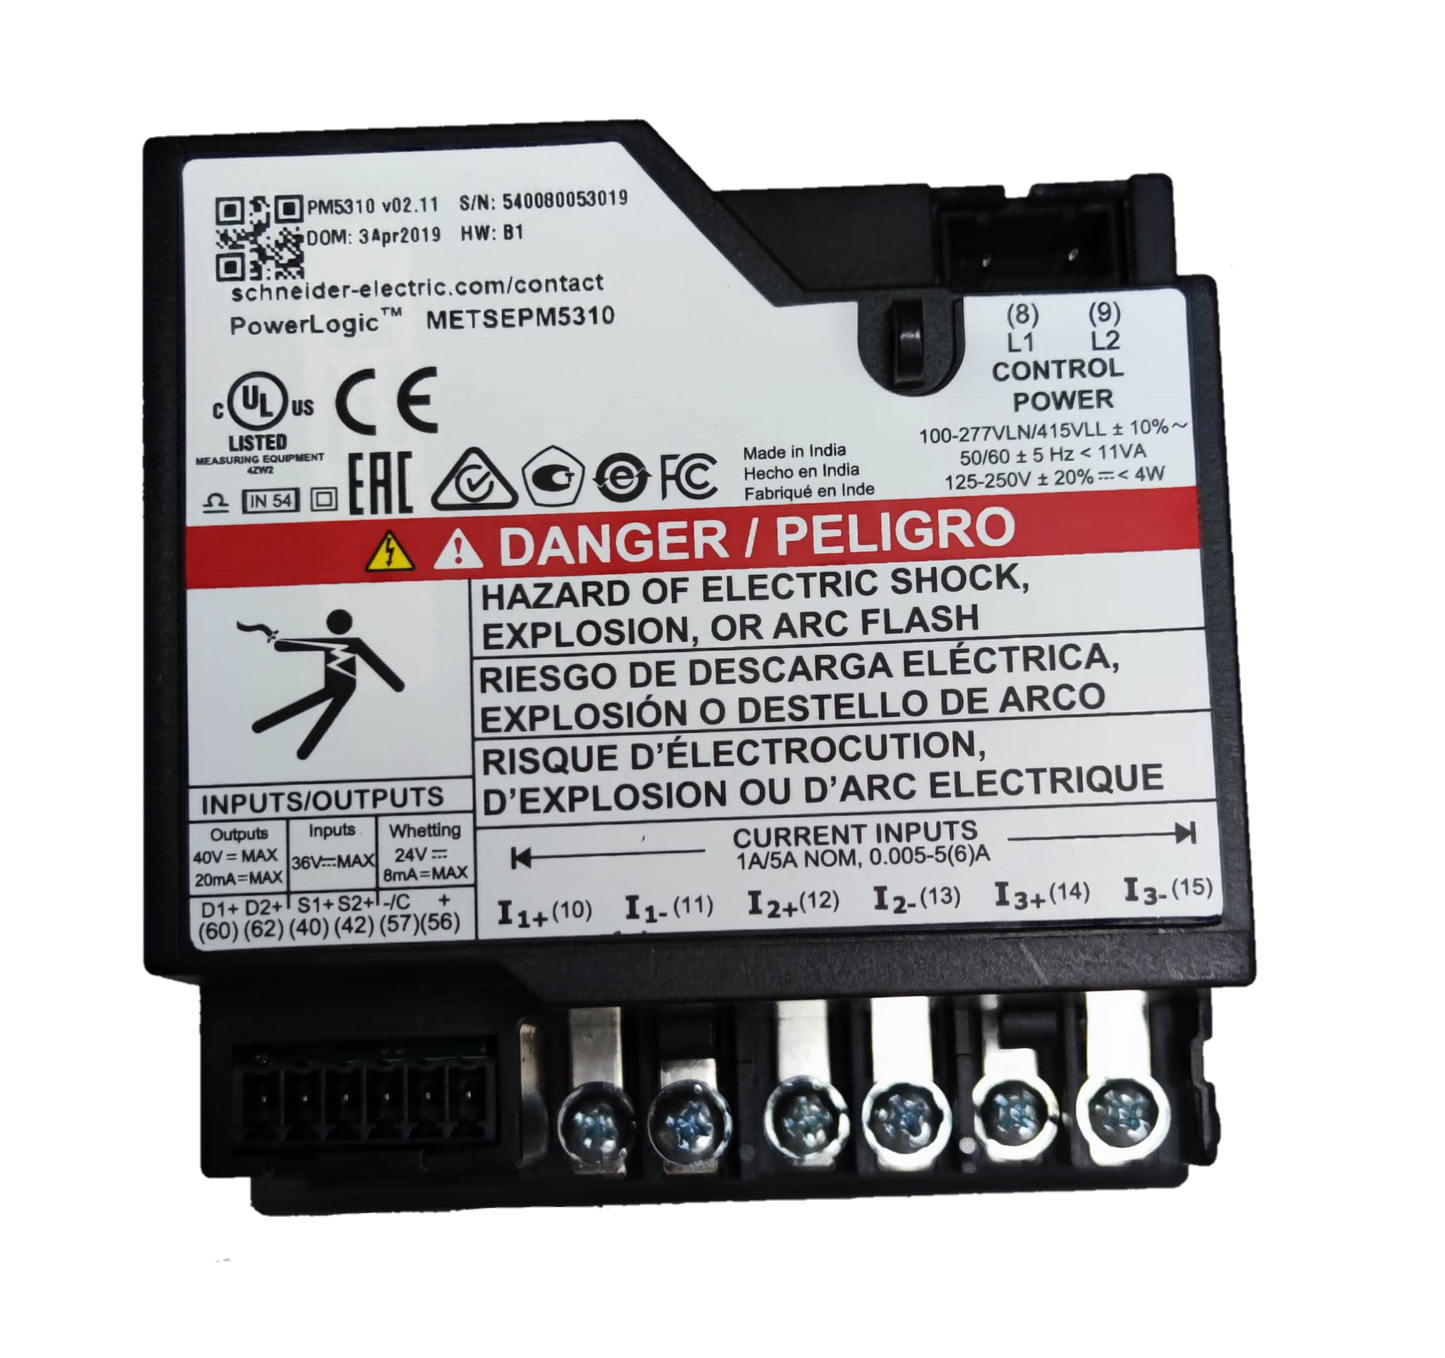 PM5310 v02.11 S/N: 540080053019
DOM: 3Apr2019 HW: B1
schneider-electric.com/contact
PowerLogic™ METSEPM5310
(8) (9)
L1 L2
CONTROL
POWER
100-277VLN/415VLL ± 10%~
50/60 ± 5 Hz < 11VA
125-250V ± 20%⎓< 4W
C UL US
LISTED
MEASURING EQUIPMENT
4ZW2
CE
IN 54
EAC
FC
Made in India
Hecho en India
Fabriqué en Inde
DANGER / PELIGRO
HAZARD OF ELECTRIC SHOCK,
EXPLOSION, OR ARC FLASH
RIESGO DE DESCARGA ELÉCTRICA,
EXPLOSIÓN O DESTELLO DE ARCO
RISQUE D'ÉLECTROCUTION,
D'EXPLOSION OU D'ARC ELECTRIQUE
INPUTS/OUTPUTS
Outputs Inputs Whetting
40V = MAX 36V⎓MAX 24V⎓
20mA=MAX 8mA=MAX
D1+ D2+ S1+ S2+ -/C +
(60) (62) (40) (42) (57)(56)
CURRENT INPUTS
1A/5A NOM, 0.005-5(6)A
I1+(10) I1-(11) I2+(12) I2-(13) I3+(14) I3-(15)